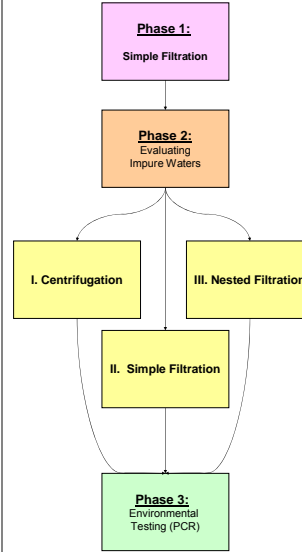 Phase 1:
Simple Filtration
Phase 2:
Evaluating
Impure Waters
I. Centrifugation
III. Nested Filtration
II. Simple Filtration
Phase 3:
Environmental
Testing (PCR)